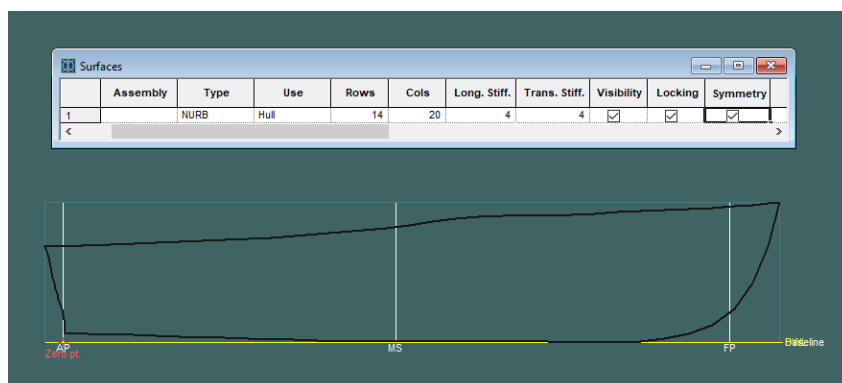 Surfaces
Assembly Type Use Rows Cols Long. Stiff. Trans. Stiff. Visibility Locking Symmetry
1 NURB Hull 14 20 4 4
Baseline
AP MS FP
Zero pt.